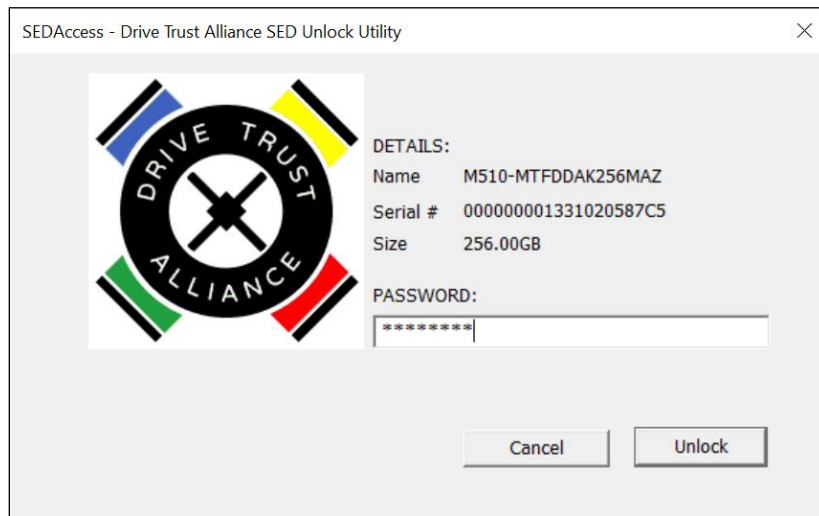 SEDAccess - Drive Trust Alliance SED Unlock Utility
DRIVE TRUST
ALLIANCE
DETAILS:
Name M510-MTFDDAK256MAZ
Serial # 000000001331020587C5
Size 256.00GB
PASSWORD:
********
Cancel Unlock